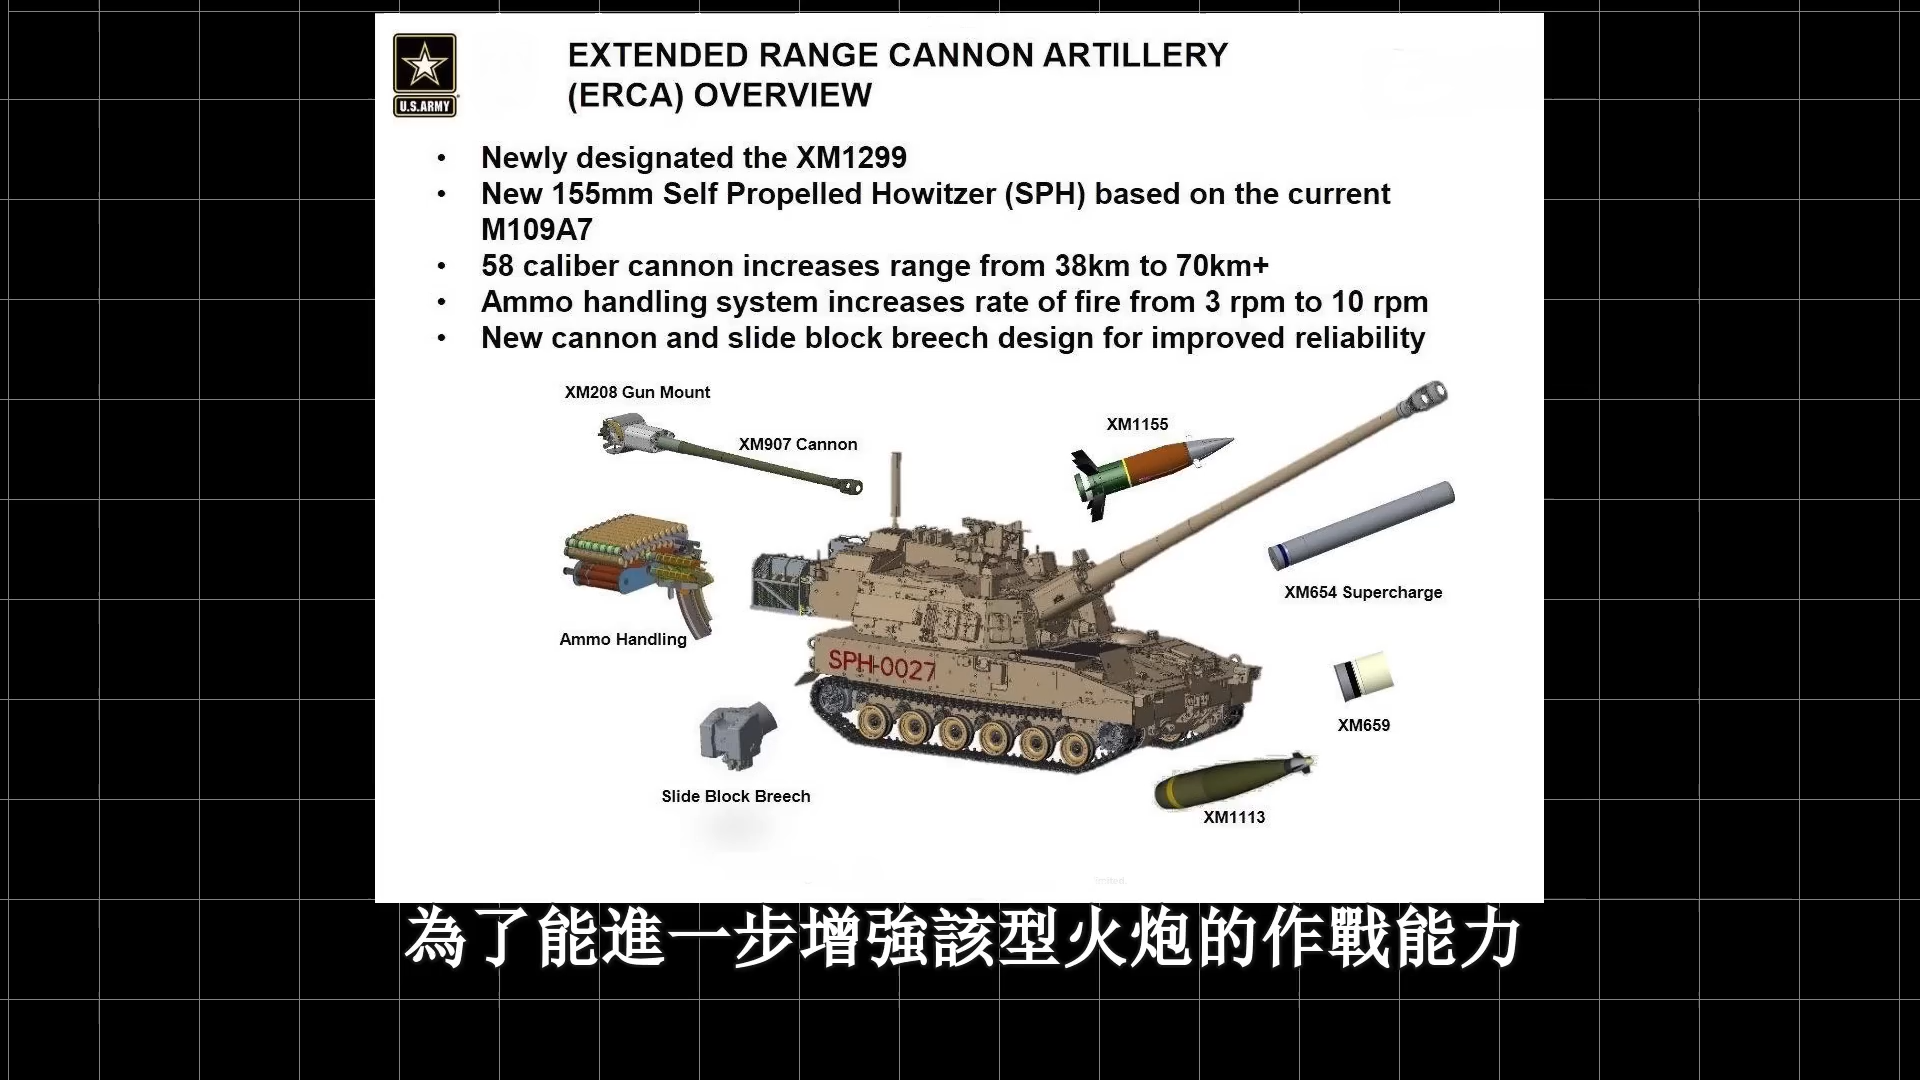 EXTENDED RANGE CANNON ARTILLERY
(ERCA) OVERVIEW
U.S.ARMY
• Newly designated the XM1299
• New 155mm Self Propelled Howitzer (SPH) based on the current
M109A7
• 58 caliber cannon increases range from 38km to 70km+
• Ammo handling system increases rate of fire from 3 rpm to 10 rpm
• New cannon and slide block breech design for improved reliability
XM208 Gun Mount
XM907 Cannon
XM1155
XM654 Supercharge
Ammo Handling
SPH-0027
XM659
Slide Block Breech
XM1113
為了能進一步增強該型火炮的作戰能力